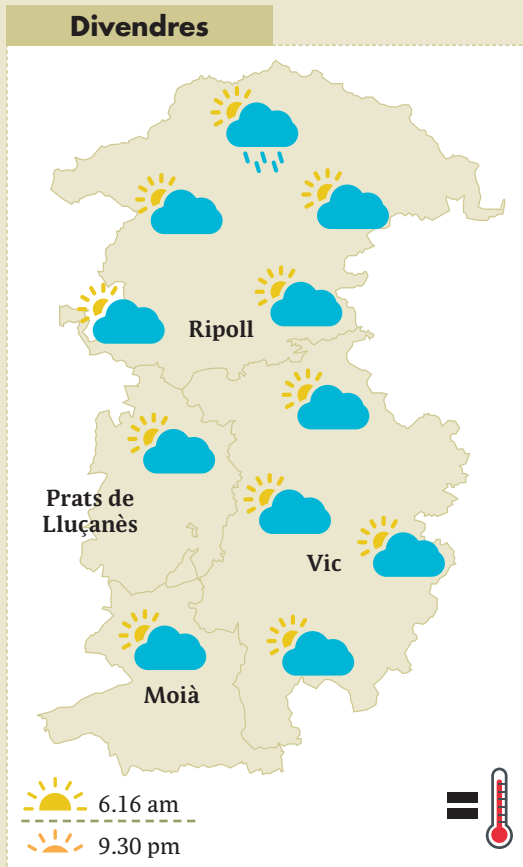 Divendres
Ripoll
Prats de
Lluçanès
Vic
Moià
6.16 am
9.30 pm